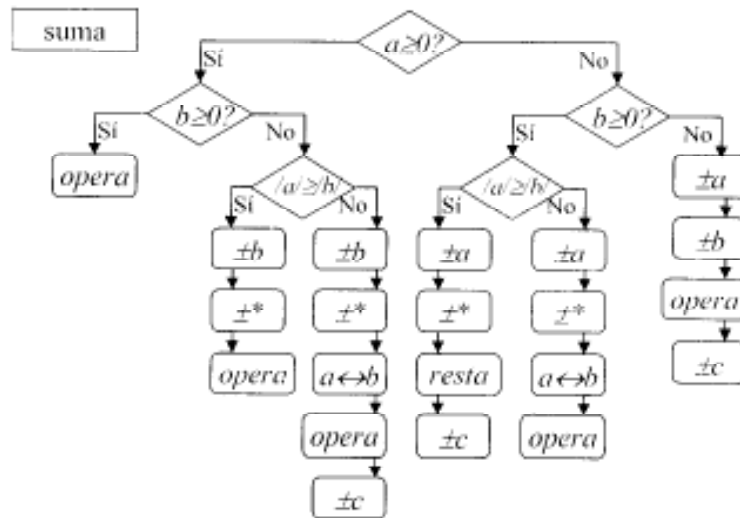 suma
a≥0?
Sí
No
b≥0?
b≥0?
Sí
No
Sí
No
opera
/a/≥/b/
/a/≥/b/
±a
Sí
No
Sí
No
±b
±b
±a
±a
±b
±*
±*
±*
±*
opera
opera
a↔b
resta
a↔b
±c
opera
±c
opera
±c